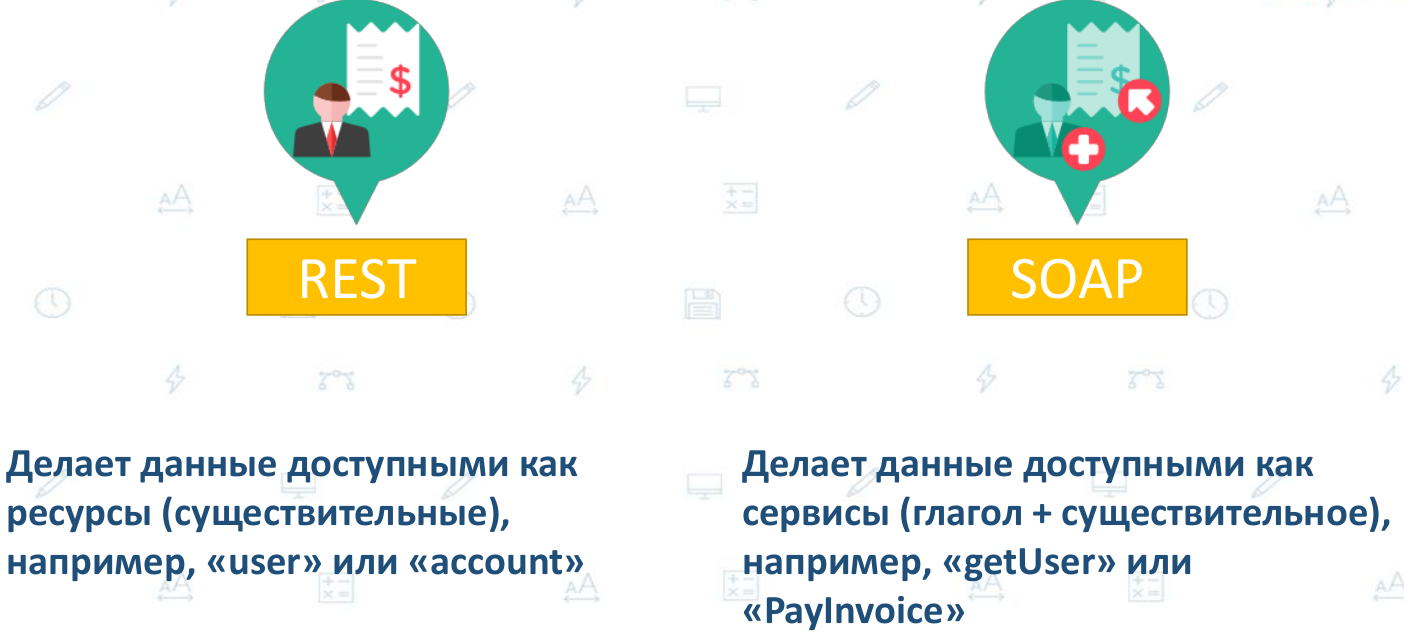 REST
SOAP
Делает данные доступными как
ресурсы (существительные),
например, «user» или «account»
Делает данные доступными как
сервисы (глагол + существительное),
например, «getUser» или
«PayInvoice»